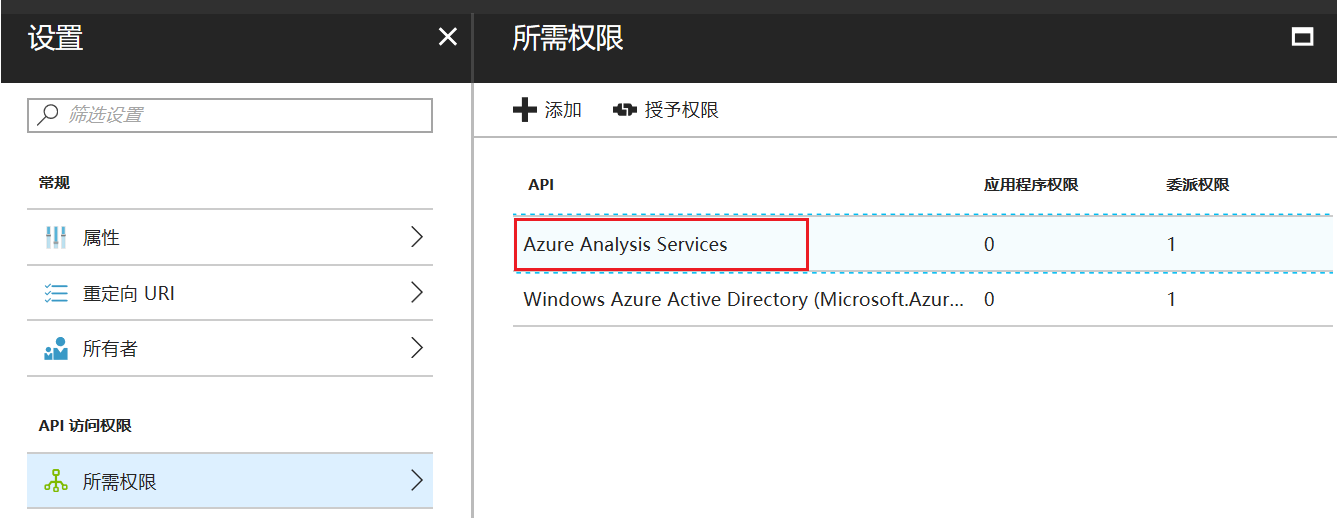 设置
筛选设置
常规
属性
重定向 URI
所有者
API 访问权限
所需权限
所需权限
添加 授予权限
API 应用程序权限 委派权限
Azure Analysis Services 0 1
Windows Azure Active Directory (Microsoft.Azur... 0 1